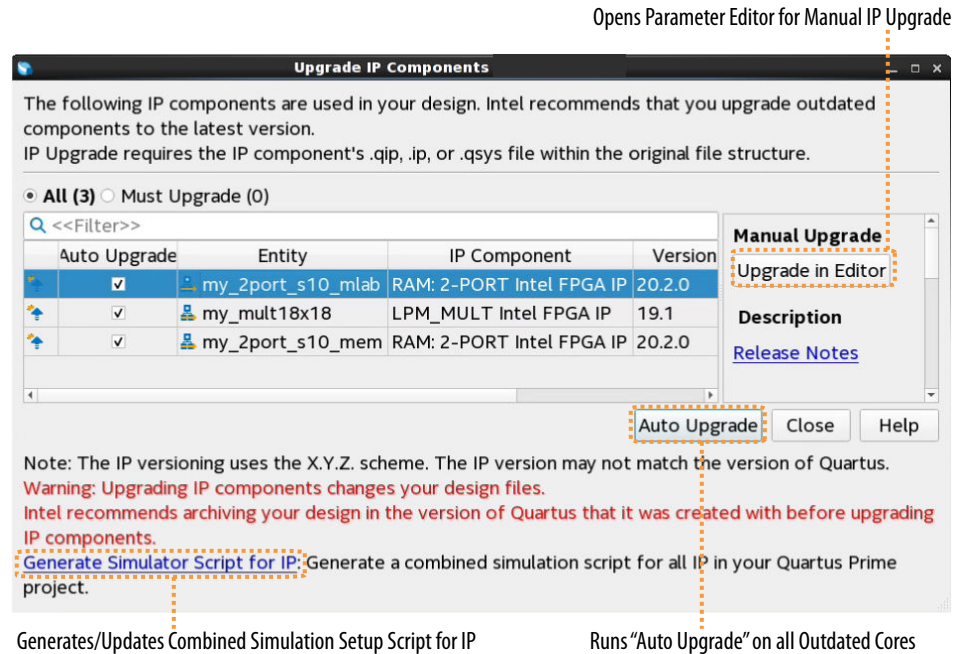 Opens Parameter Editor for Manual IP Upgrade
Upgrade IP Components
The following IP components are used in your design. Intel recommends that you upgrade outdated
components to the latest version.
IP Upgrade requires the IP component's .qip, .ip, or .qsys file within the original file structure.
All (3) Must Upgrade (0)
<<Filter>>
Auto Upgrade Entity IP Component Version
my_2port_s10_mlab RAM: 2-PORT Intel FPGA IP 20.2.0
my_mult18x18 LPM_MULT Intel FPGA IP 19.1
my_2port_s10_mem RAM: 2-PORT Intel FPGA IP 20.2.0
Manual Upgrade
Upgrade in Editor
Description
Release Notes
Auto Upgrade Close Help
Note: The IP versioning uses the X.Y.Z. scheme. The IP version may not match the version of Quartus.
Warning: Upgrading IP components changes your design files.
Intel recommends archiving your design in the version of Quartus that it was created with before upgrading
IP components.
Generate Simulator Script for IP: Generate a combined simulation script for all IP in your Quartus Prime
project.
Generates/Updates Combined Simulation Setup Script for IP
Runs “Auto Upgrade” on all Outdated Cores